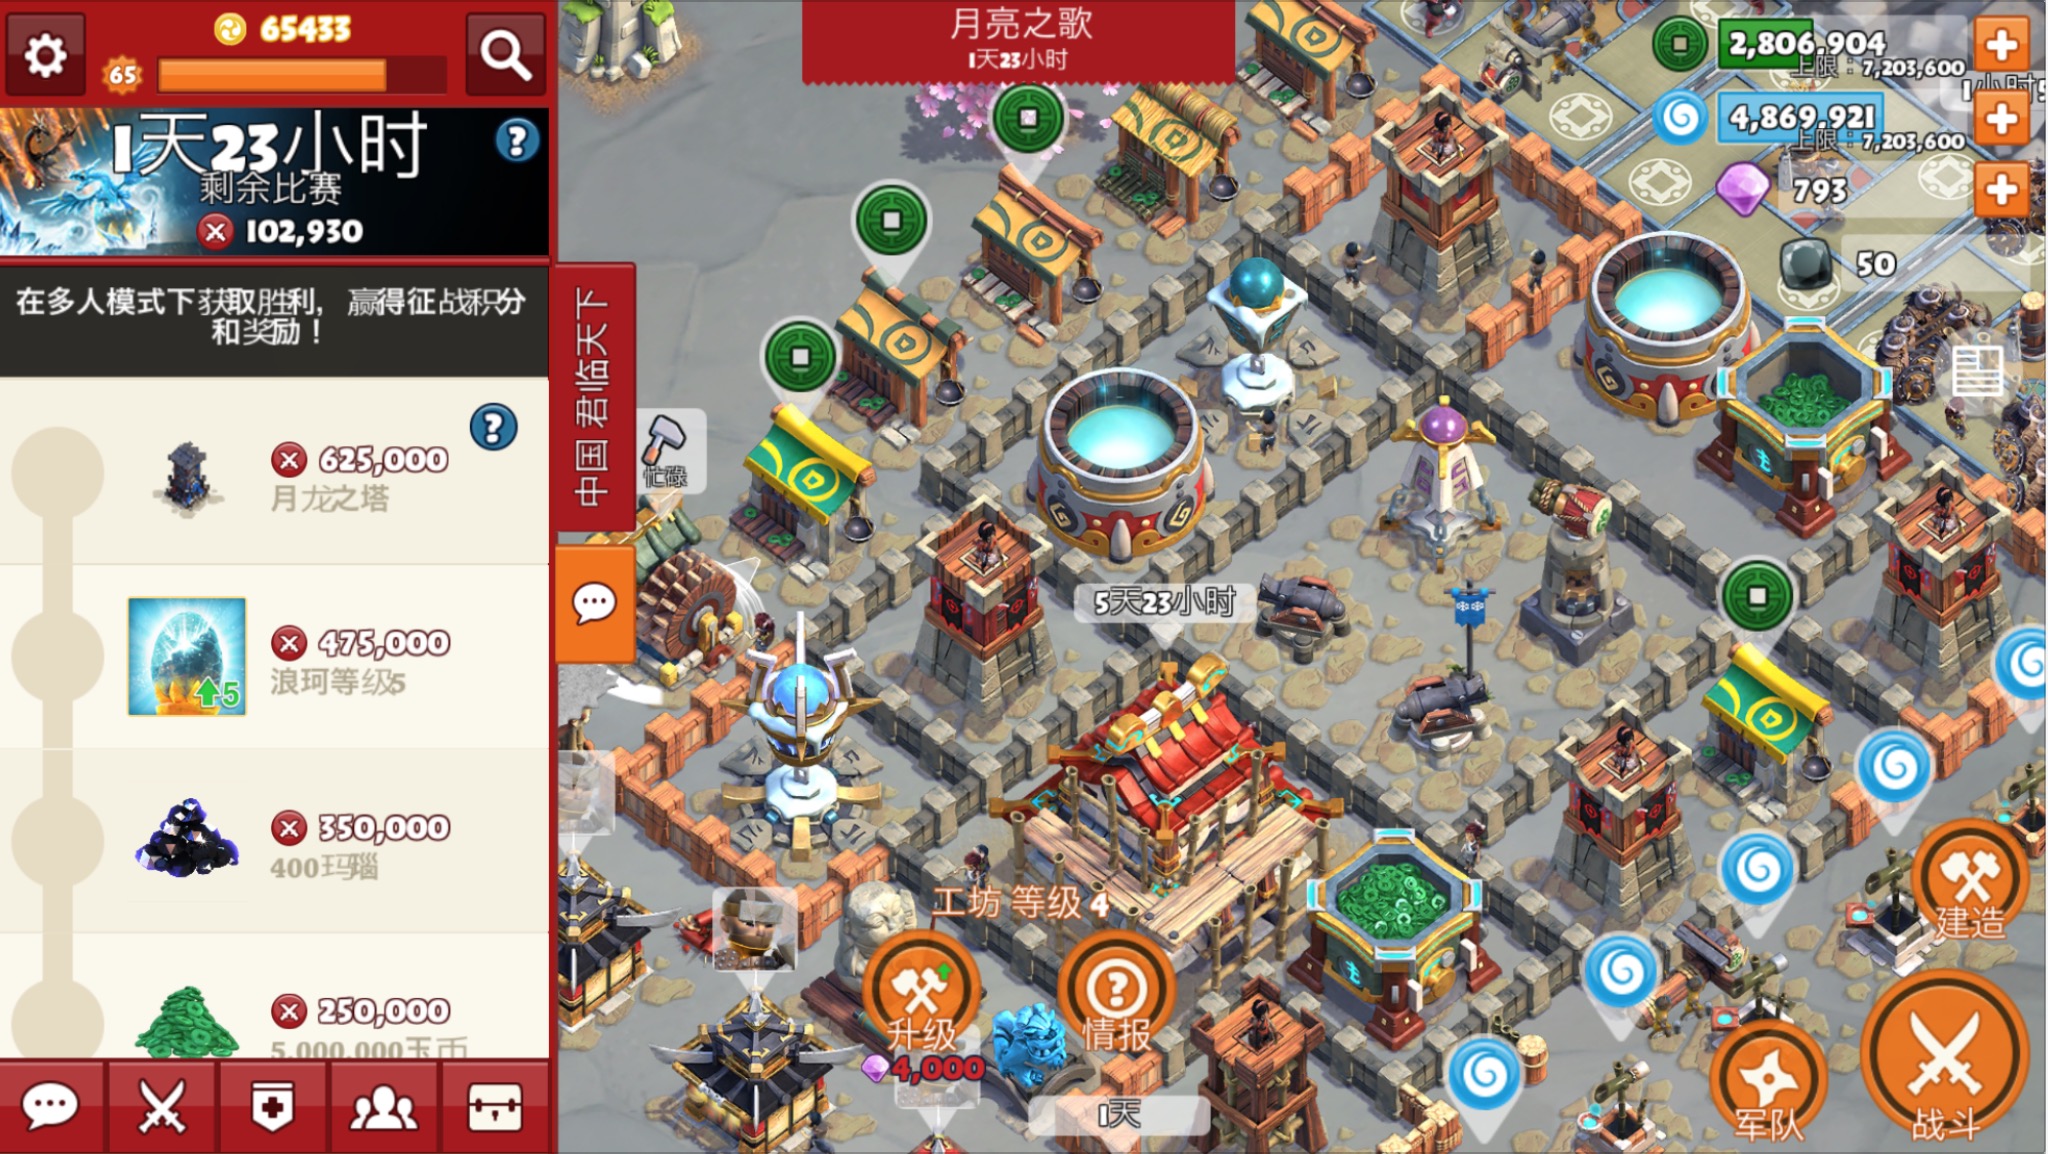 65433
65
1天23小时
剩余比赛
102,930
在多人模式下获取胜利，赢得征战积分
和奖励！
625,000
月龙之塔
475,000
浪珂等级5
5
350,000
400玛瑙
250,000
5,000,000玉币
中国 君临天下
忙碌
月亮之歌
1天23小时
2,806,904
上限：7,203,600
4,869,921
上限：7,203,600
793
50
5天23小时
工坊 等级 4
升级
4,000
情报
1天
建造
军队
战斗